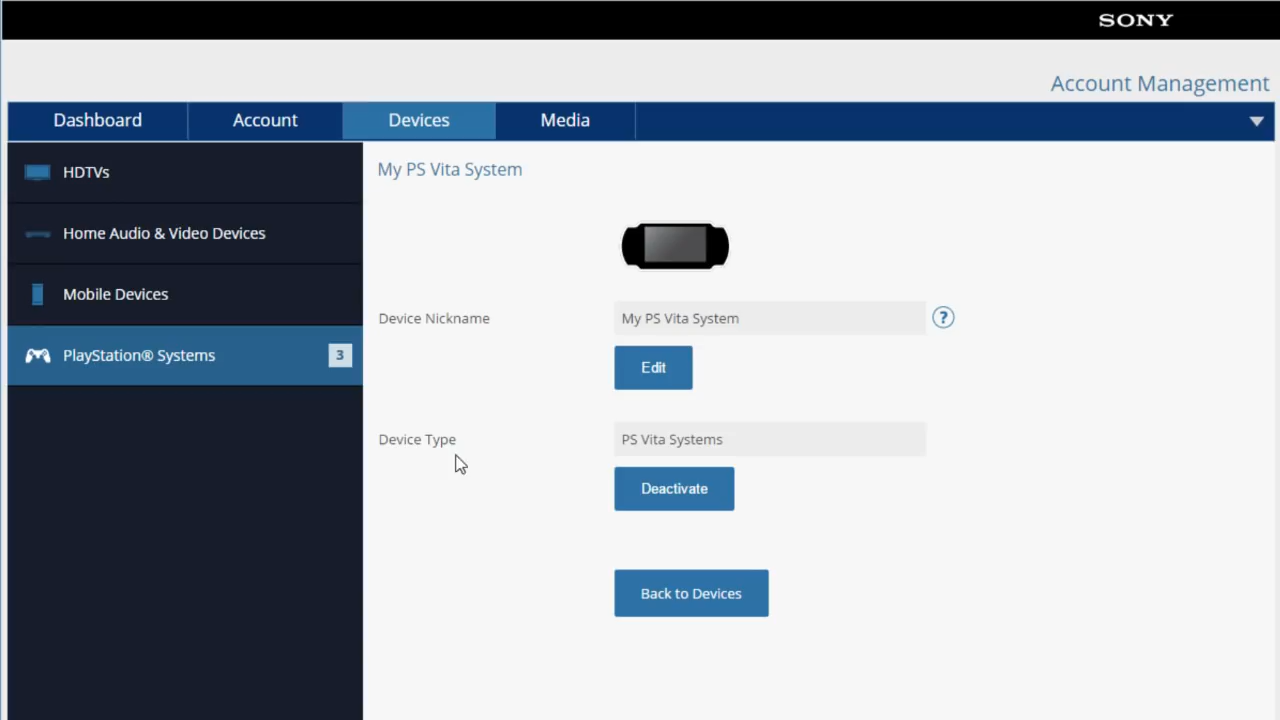 SONY
Account Management
Dashboard Account Devices Media
HDTVs
Home Audio & Video Devices
Mobile Devices
PlayStation® Systems 3
My PS Vita System
Device Nickname My PS Vita System ?
Edit
Device Type PS Vita Systems
Deactivate
Back to Devices